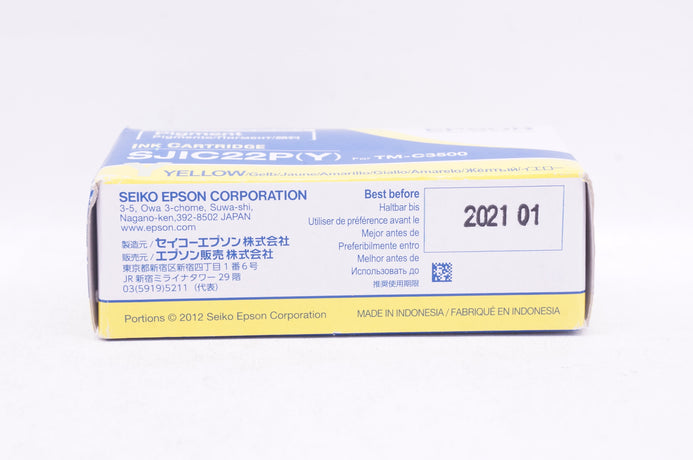 Pigment
Pigmente/Пигмент/顔料
INK CARTRIDGE
SJIC22P(Y) For TM-C3500
EPSON
YELLOW/Gelb/Jaune/Amarillo/Giallo/Amarelo/Желтый/イエロー
SEIKO EPSON CORPORATION
3-5, Owa 3-chome, Suwa-shi,
Nagano-ken,392-8502 JAPAN
www.epson.com
製造元 / セイコーエプソン株式会社
販売元 / エプソン販売株式会社
東京都新宿区新宿四丁目1番6号
JR 新宿ミライナタワー 29階
03(5919)5211（代表）
Best before
Haltbar bis
Utiliser de préférence avant le
Mejor antes de
Preferibilmente entro
Melhor antes de
Использовать до
推奨使用期限
2021 01
Portions © 2012 Seiko Epson Corporation
MADE IN INDONESIA / FABRIQUÉ EN INDONESIA